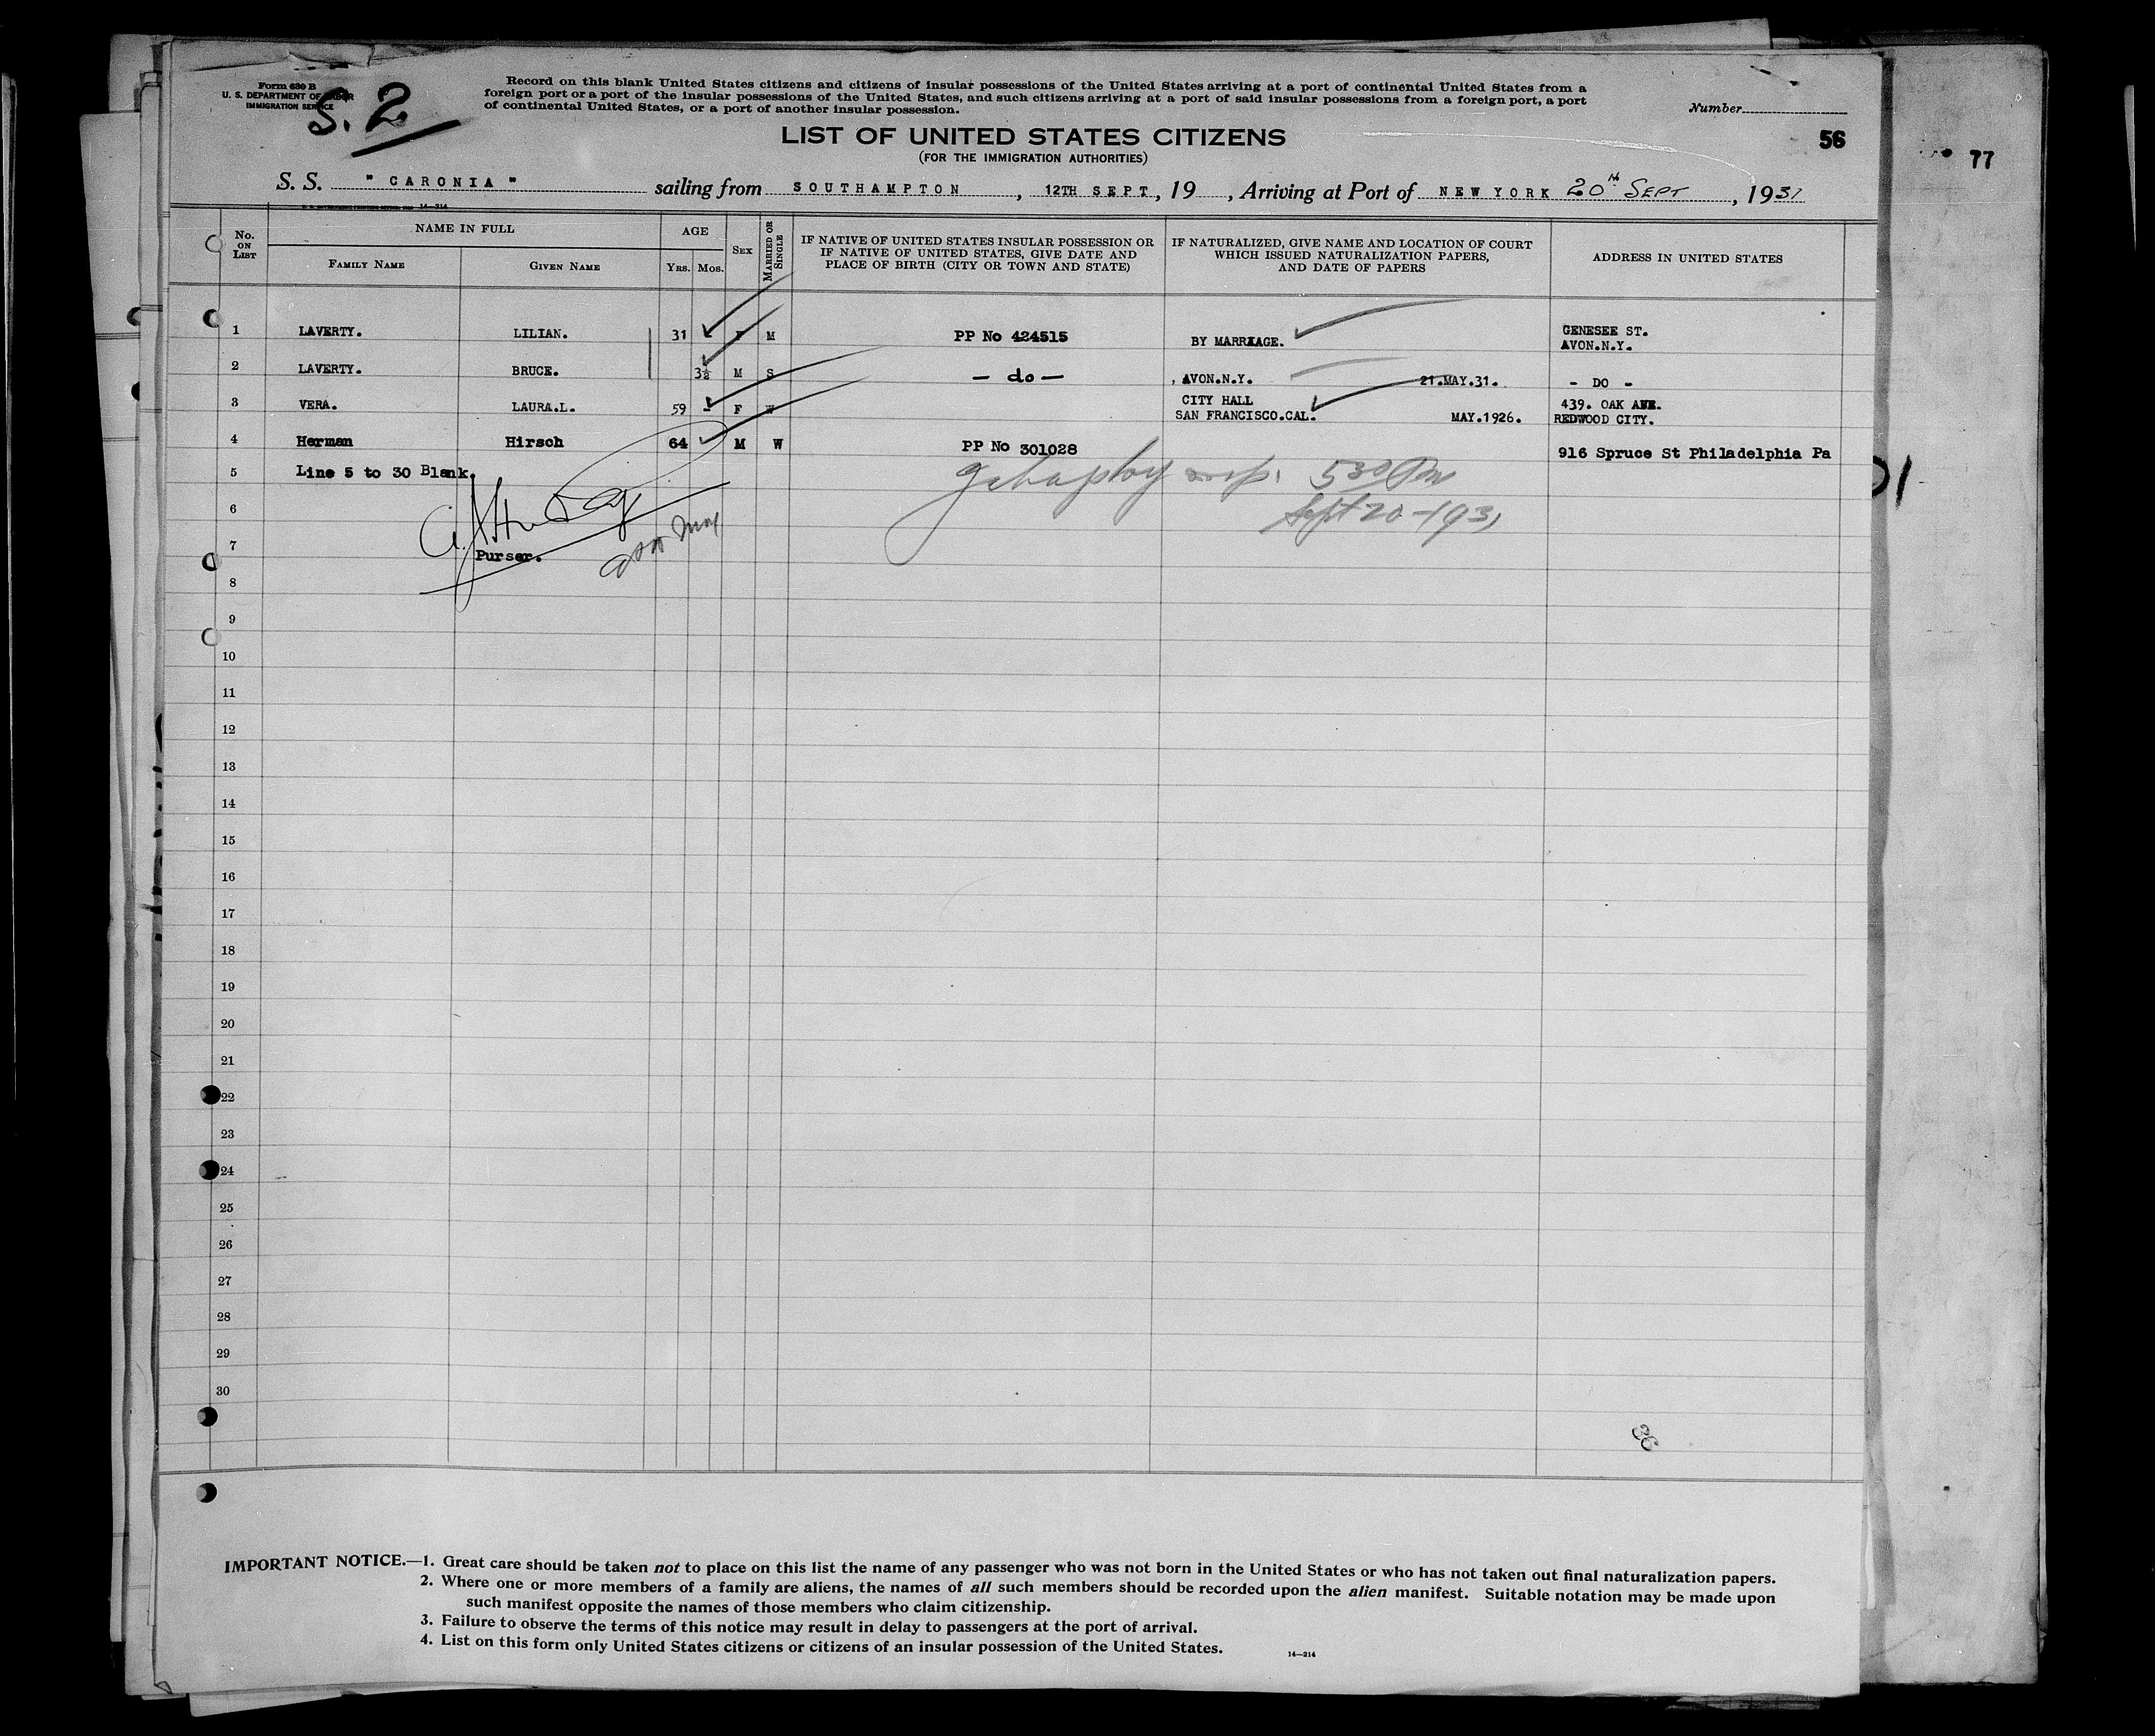 Form 630 B
U. S. DEPARTMENT OF LABOR
IMMIGRATION SERVICE
S. 2
Record on this blank United States citizens and citizens of insular possessions of the United States arriving at a port of continental United States from a
foreign port or a port of the insular possessions of the United States, and such citizens arriving at a port of said insular possessions from a foreign port, a port
of continental United States, or a port of another insular possession.
Number
LIST OF UNITED STATES CITIZENS
56
77
(FOR THE IMMIGRATION AUTHORITIES)
S. S. "CARONIA" sailing from SOUTHAMPTON, 12TH SEPT, 19 , Arriving at Port of NEW YORK 20th SEPT, 1931
14—214
No. ON LIST NAME IN FULL AGE SEX MARRIED OR SINGLE IF NATIVE OF UNITED STATES INSULAR POSSESSION OR IF NATIVE OF UNITED STATES, GIVE DATE AND PLACE OF BIRTH (CITY OR TOWN AND STATE) IF NATURALIZED, GIVE NAME AND LOCATION OF COURT WHICH ISSUED NATURALIZATION PAPERS, AND DATE OF PAPERS ADDRESS IN UNITED STATES
FAMILY NAME GIVEN NAME YRS. MOS.
1 LAVERTY. LILIAN. 31 F M PP No 424515 BY MARRIAGE. GENESEE ST. AVON.N.Y.
2 LAVERTY. BRUCE. 3½ M S - do - AVON.N.Y. 21.MAY.31. - DO -
3 VERA. LAURA.L. 59 - F W CITY HALL SAN FRANCISCO.CAL. MAY.1926. 439. OAK AVE. REDWOOD CITY.
4 Herman Hirsch 64 M W PP No 301028 916 Spruce St Philadelphia Pa
5 Line 5 to 30 Blank.
530 Pm
6 Sept 20-1931
7 Purser.
8
9
10
11
12
13
14
15
16
17
18
19
20
21
22
23
24
25
26
27
28
29
30
36
IMPORTANT NOTICE.—1. Great care should be taken not to place on this list the name of any passenger who was not born in the United States or who has not taken out final naturalization papers.
2. Where one or more members of a family are aliens, the names of all such members should be recorded upon the alien manifest. Suitable notation may be made upon
such manifest opposite the names of those members who claim citizenship.
3. Failure to observe the terms of this notice may result in delay to passengers at the port of arrival.
4. List on this form only United States citizens or citizens of an insular possession of the United States.
14—214